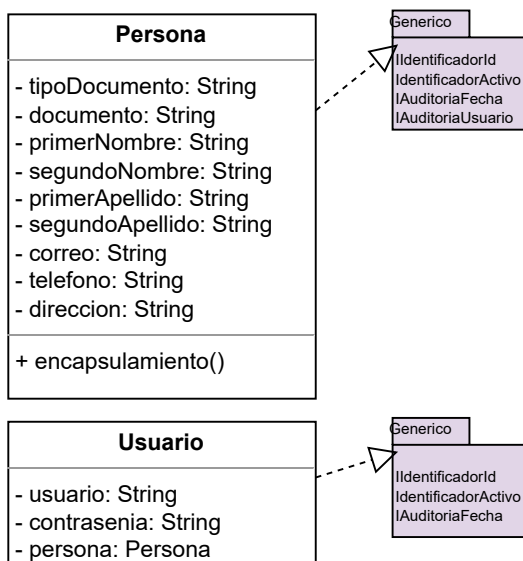 Persona
- tipoDocumento: String
- documento: String
- primerNombre: String
- segundoNombre: String
- primerApellido: String
- segundoApellido: String
- correo: String
- telefono: String
- direccion: String
+ encapsulamiento()
Generico
IIdentificadorId
IdentificadorActivo
IAuditoriaFecha
IAuditoriaUsuario
Usuario
- usuario: String
- contrasenia: String
- persona: Persona
Generico
IIdentificadorId
IdentificadorActivo
IAuditoriaFecha